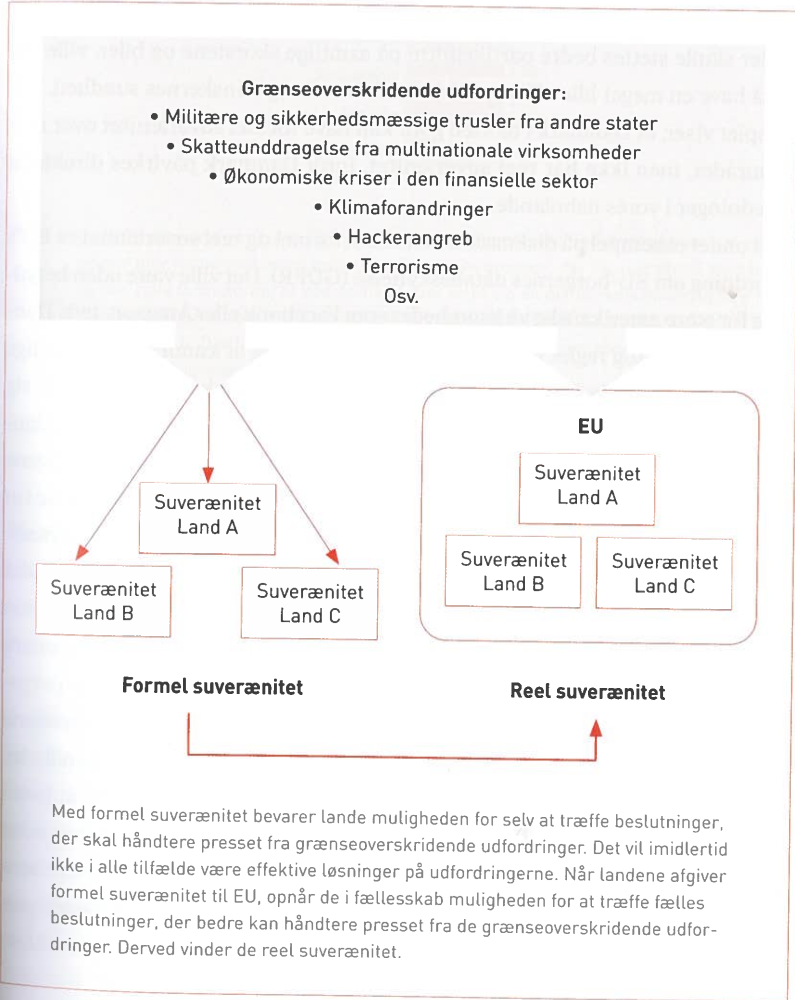 Grænseoverskridende udfordringer:
• Militære og sikkerhedsmæssige trusler fra andre stater
• Skatteunddragelse fra multinationale virksomheder
• Økonomiske kriser i den finansielle sektor
• Klimaforandringer
• Hackerangreb
• Terrorisme
Osv.
Suverænitet
Land A
Suverænitet
Land B
Suverænitet
Land C
Formel suverænitet
EU
Suverænitet
Land A
Suverænitet
Land B
Suverænitet
Land C
Reel suverænitet
Med formel suverænitet bevarer lande muligheden for selv at træffe beslutninger,
der skal håndtere presset fra grænseoverskridende udfordringer. Det vil imidlertid
ikke i alle tilfælde være effektive løsninger på udfordringerne. Når landene afgiver
formel suverænitet til EU, opnår de i fællesskab muligheden for at træffe fælles
beslutninger, der bedre kan håndtere presset fra de grænseoverskridende udfor-
dringer. Derved vinder de reel suverænitet.